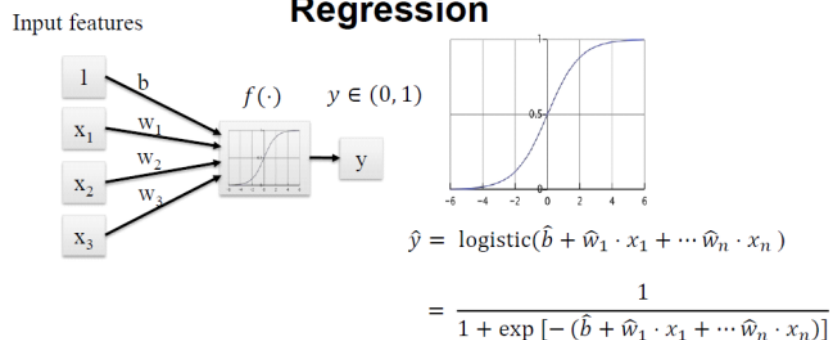 Regression
Input features
1
b
x₁
w₁
x₂
w₂
x₃
w₃
f(·)
y ∈ (0, 1)
y
1
0.5
0
-6 -4 -2 0 2 4 6
ŷ = logistic(b̂ + ŵ₁ · x₁ + ⋯ ŵₙ · xₙ )
= 1 / 1 + exp [− (b̂ + ŵ₁ · x₁ + ⋯ ŵₙ · xₙ)]